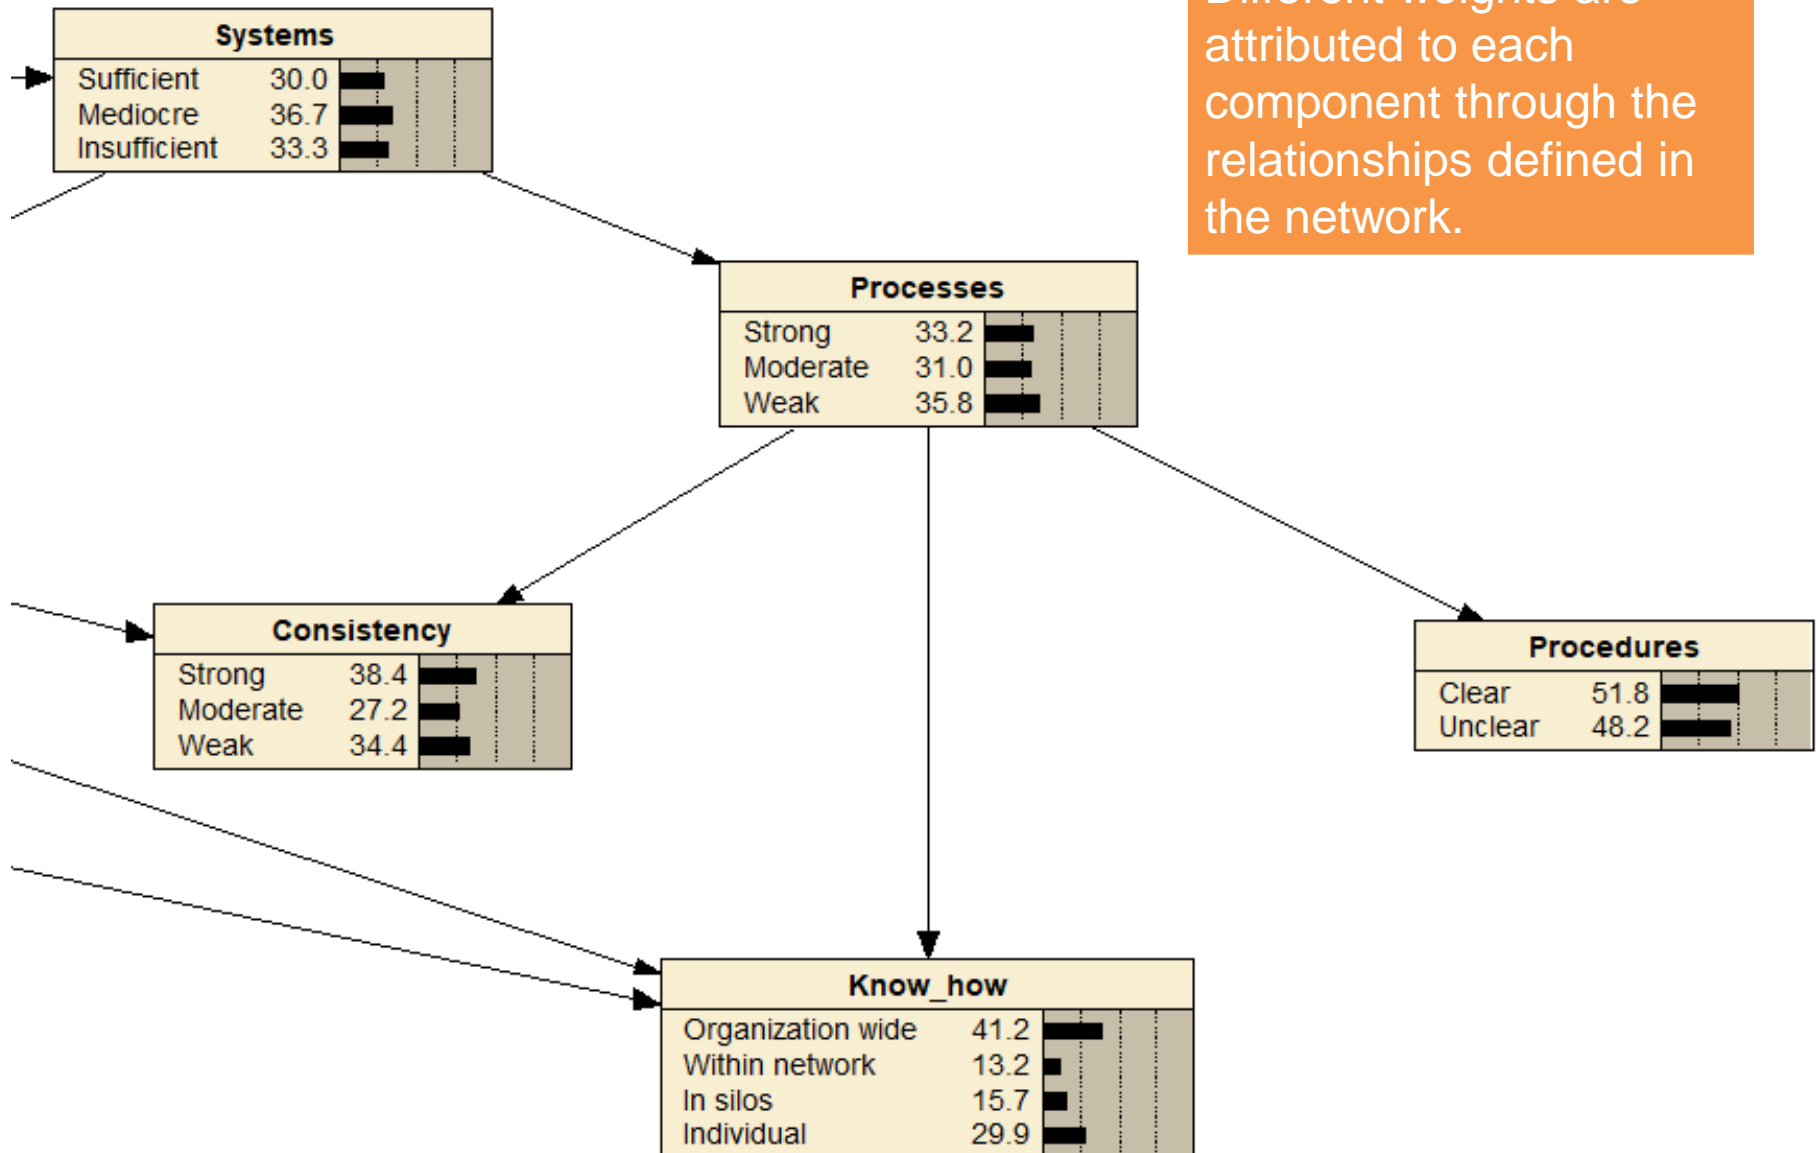 Different weights are
attributed to each
component through the
relationships defined in
the network.
Systems
Sufficient 30.0
Mediocre 36.7
Insufficient 33.3
Processes
Strong 33.2
Moderate 31.0
Weak 35.8
Consistency
Strong 38.4
Moderate 27.2
Weak 34.4
Procedures
Clear 51.8
Unclear 48.2
Know_how
Organization wide 41.2
Within network 13.2
In silos 15.7
Individual 29.9